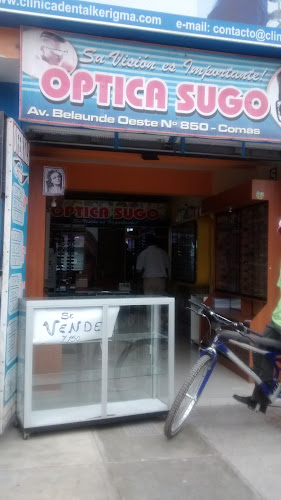 www.clinicadentalkerigma.com
e-mail: contacto@clin
Su Visión es Importante!
OPTICA SUGO
Av. Belaunde Oeste Nº 850 - Comas
OPTICA SUGO
Se
VENDE